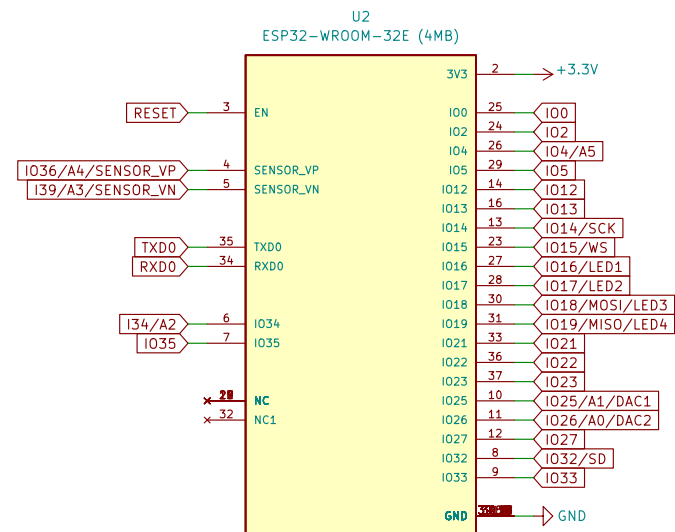 U2
ESP32-WROOM-32E (4MB)
3V3 2 +3.3V
RESET 3 EN
IO0 25 IO0
IO2 24 IO2
IO4 26 IO4/A5
IO36/A4/SENSOR_VP 4 SENSOR_VP
IO5 29 IO5
I39/A3/SENSOR_VN 5 SENSOR_VN
IO12 14 IO12
IO13 16 IO13
IO14 13 IO14/SCK
TXD0 35 TXD0
IO15 23 IO15/WS
RXD0 34 RXD0
IO16 27 IO16/LED1
IO17 28 IO17/LED2
IO18 30 IO18/MOSI/LED3
I34/A2 6 IO34
IO19 31 IO19/MISO/LED4
IO35 7 IO35
IO21 33 IO21
IO22 36 IO22
IO23 37 IO23
NC
IO25 10 IO25/A1/DAC1
32 NC1
IO26 11 IO26/A0/DAC2
IO27 12 IO27
IO32 8 IO32/SD
IO33 9 IO33
GND GND